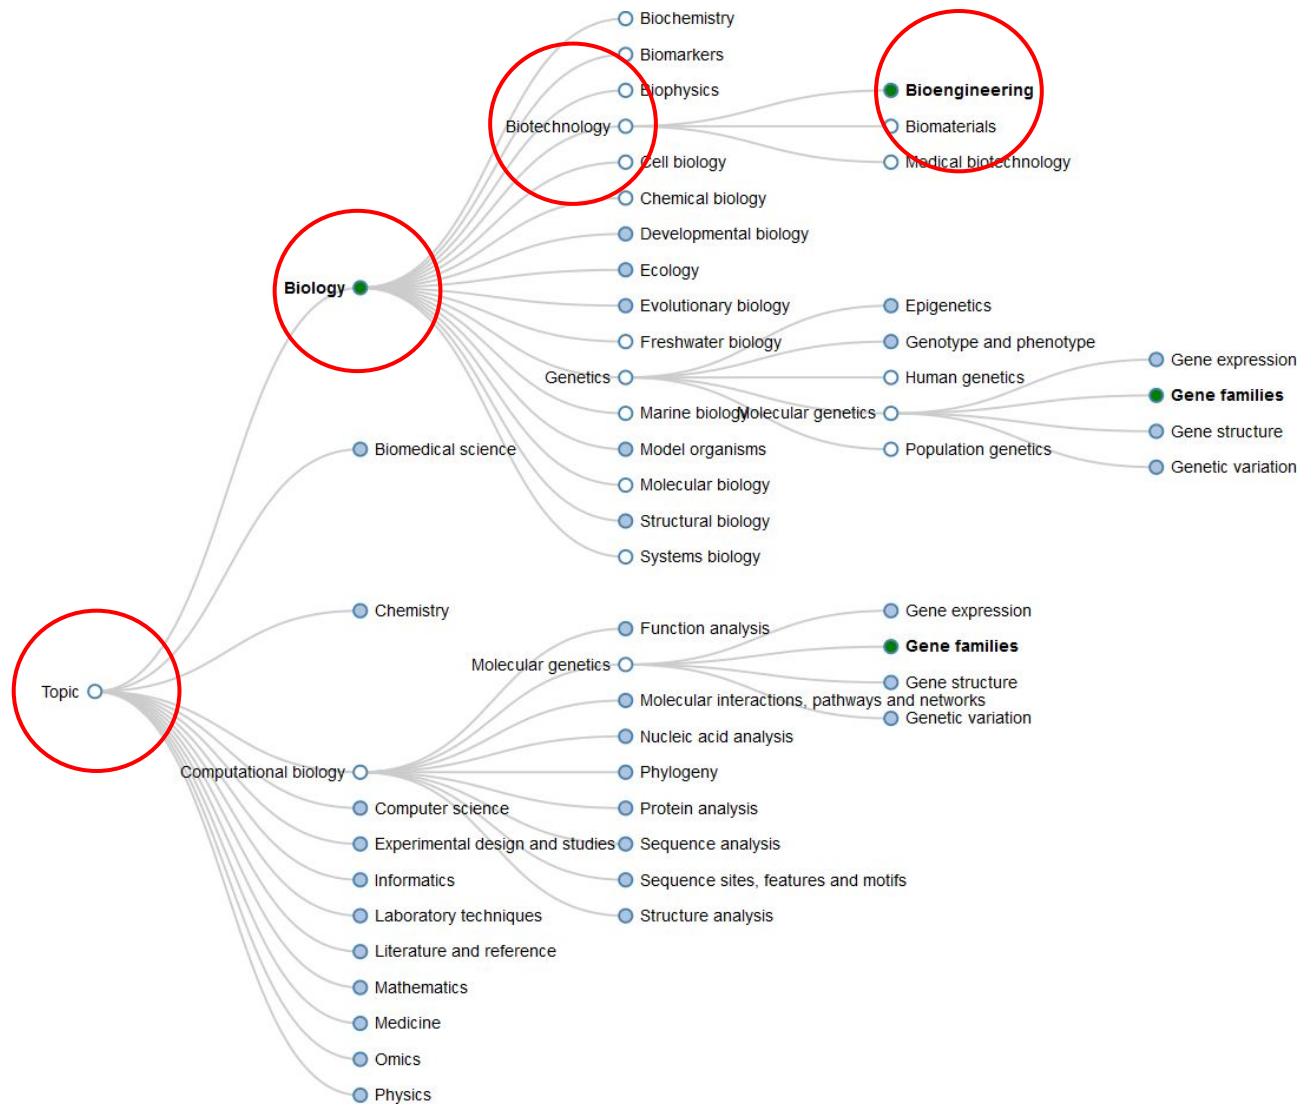 Biochemistry
Biomarkers
Biophysics
Bioengineering
Biotechnology
Biomaterials
Cell biology
Medical biotechnology
Chemical biology
Developmental biology
Ecology
Biology
Evolutionary biology
Epigenetics
Freshwater biology
Genotype and phenotype
Gene expression
Genetics
Human genetics
Gene families
Marine biology
Molecular genetics
Gene structure
Biomedical science
Model organisms
Population genetics
Genetic variation
Molecular biology
Structural biology
Systems biology
Chemistry
Gene expression
Function analysis
Gene families
Molecular genetics
Gene structure
Topic
Molecular interactions, pathways and networks
Genetic variation
Nucleic acid analysis
Computational biology
Phylogeny
Computer science
Protein analysis
Experimental design and studies
Sequence analysis
Informatics
Sequence sites, features and motifs
Laboratory techniques
Structure analysis
Literature and reference
Mathematics
Medicine
Omics
Physics